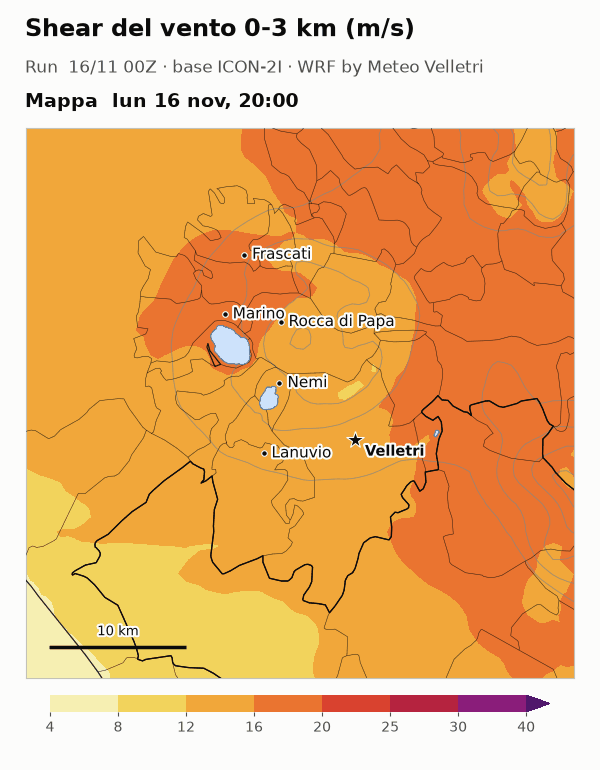 Shear del vento 0-3 km (m/s)
Run  16/11 00Z · base ICON-2I · WRF by Meteo Velletri
Mappa  lun 16 nov, 20:00
Frascati
Marino
Rocca di Papa
Nemi
Velletri
Lanuvio
10 km
4 8 12 16 20 25 30 40